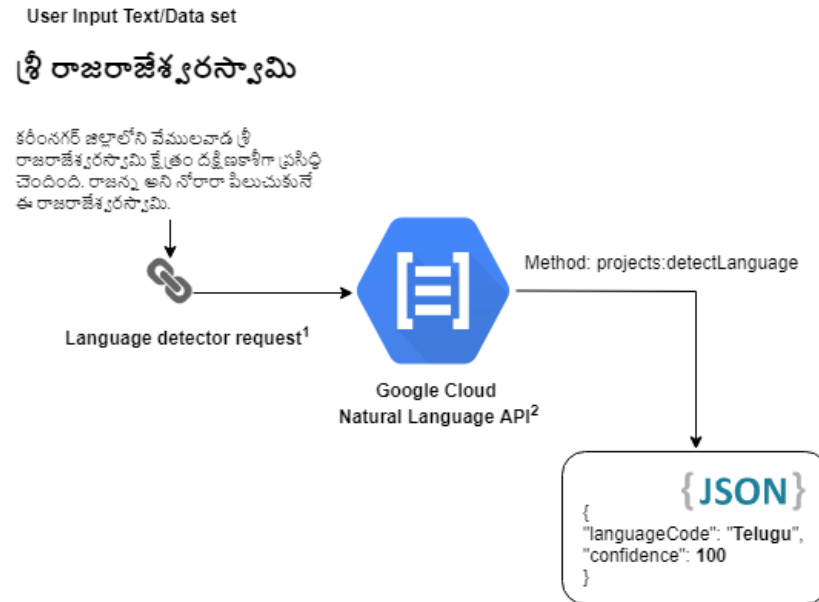 User Input Text/Data set
శ్రీ రాజరాజేశ్వరస్వామి
కరీంనగర్ జిల్లాలోని వేములవాడ శ్రీ
రాజరాజేశ్వరస్వామి క్షేత్రం దక్షిణకాశీగా ప్రసిద్ధి
చెందింది. రాజన్న అని నోరారా పిలుచుకునే
ఈ రాజరాజేశ్వరస్వామి.
Language detector request¹
Method: projects:detectLanguage
Google Cloud
Natural Language API²
{JSON}
{
"languageCode": "Telugu",
"confidence": 100
}